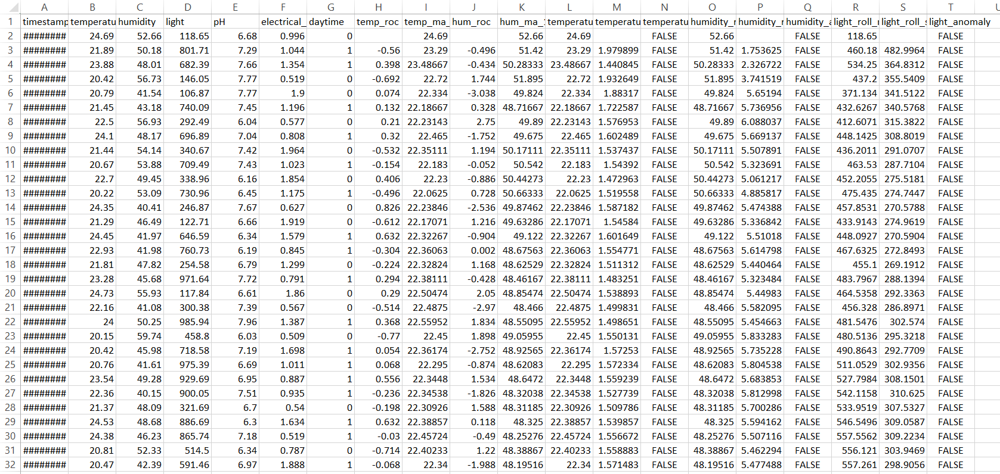 A B C D E F G H I J K L M N O P Q R S T U
1 timestamp temperatu humidity light pH electrical_ daytime temp_roc temp_ma_ hum_roc hum_ma_ temperatu temperatu temperatu humidity_r humidity_r humidity_a light_roll_r light_roll_s light_anomaly
2 ######## 24.69 52.66 118.65 6.68 0.996 0 24.69 52.66 24.69 FALSE 52.66 FALSE 118.65 FALSE
3 ######## 21.89 50.18 801.71 7.29 1.044 1 -0.56 23.29 -0.496 51.42 23.29 1.979899 FALSE 51.42 1.753625 FALSE 460.18 482.9964 FALSE
4 ######## 23.88 48.01 682.39 7.66 1.354 1 0.398 23.48667 -0.434 50.28333 23.48667 1.440845 FALSE 50.28333 2.326722 FALSE 534.25 364.8312 FALSE
5 ######## 20.42 56.73 146.05 7.77 0.519 0 -0.692 22.72 1.744 51.895 22.72 1.932649 FALSE 51.895 3.741519 FALSE 437.2 355.5409 FALSE
6 ######## 20.79 41.54 106.87 7.77 1.9 0 0.074 22.334 -3.038 49.824 22.334 1.88317 FALSE 49.824 5.65194 FALSE 371.134 341.5122 FALSE
7 ######## 21.45 43.18 740.09 7.45 1.196 1 0.132 22.18667 0.328 48.71667 22.18667 1.722587 FALSE 48.71667 5.736956 FALSE 432.6267 340.5768 FALSE
8 ######## 22.5 56.93 292.49 6.04 0.577 0 0.21 22.23143 2.75 49.89 22.23143 1.576953 FALSE 49.89 6.088037 FALSE 412.6071 315.3822 FALSE
9 ######## 24.1 48.17 696.89 7.04 0.808 1 0.32 22.465 -1.752 49.675 22.465 1.602489 FALSE 49.675 5.669137 FALSE 448.1425 308.8019 FALSE
10 ######## 21.44 54.14 340.67 7.42 1.964 0 -0.532 22.35111 1.194 50.17111 22.35111 1.537437 FALSE 50.17111 5.507891 FALSE 436.2011 291.0707 FALSE
11 ######## 20.67 53.88 709.49 7.43 1.023 1 -0.154 22.183 -0.052 50.542 22.183 1.54392 FALSE 50.542 5.323691 FALSE 463.53 287.7104 FALSE
12 ######## 22.7 49.45 338.96 6.16 1.854 0 0.406 22.23 -0.886 50.44273 22.23 1.472963 FALSE 50.44273 5.061217 FALSE 452.2055 275.5181 FALSE
13 ######## 20.22 53.09 730.96 6.45 1.175 1 -0.496 22.0625 0.728 50.66333 22.0625 1.519558 FALSE 50.66333 4.885817 FALSE 475.435 274.7447 FALSE
14 ######## 24.35 40.41 246.87 7.67 0.627 0 0.826 22.23846 -2.536 49.87462 22.23846 1.587182 FALSE 49.87462 5.474388 FALSE 457.8531 270.5788 FALSE
15 ######## 21.29 46.49 122.71 6.66 1.919 0 -0.612 22.17071 1.216 49.63286 22.17071 1.54584 FALSE 49.63286 5.336842 FALSE 433.9143 274.9619 FALSE
16 ######## 24.45 41.97 646.59 6.34 1.579 1 0.632 22.32267 -0.904 49.122 22.32267 1.601649 FALSE 49.122 5.51018 FALSE 448.0927 270.5904 FALSE
17 ######## 22.93 41.98 760.73 6.19 0.845 1 -0.304 22.36063 0.002 48.67563 22.36063 1.554771 FALSE 48.67563 5.614798 FALSE 467.6325 272.8493 FALSE
18 ######## 21.81 47.82 254.58 6.79 1.299 0 -0.224 22.32824 1.168 48.62529 22.32824 1.511312 FALSE 48.62529 5.440464 FALSE 455.1 269.1912 FALSE
19 ######## 23.28 45.68 971.64 7.72 0.791 1 0.294 22.38111 -0.428 48.46167 22.38111 1.483251 FALSE 48.46167 5.323484 FALSE 483.7967 288.1394 FALSE
20 ######## 24.73 55.93 117.84 6.61 1.86 0 0.29 22.50474 2.05 48.85474 22.50474 1.538893 FALSE 48.85474 5.44983 FALSE 464.5358 292.3363 FALSE
21 ######## 22.16 41.08 300.38 7.39 0.567 0 -0.514 22.4875 -2.97 48.466 22.4875 1.499831 FALSE 48.466 5.582095 FALSE 456.328 286.8971 FALSE
22 ######## 24 50.25 985.94 7.96 1.387 1 0.368 22.55952 1.834 48.55095 22.55952 1.498651 FALSE 48.55095 5.454663 FALSE 481.5476 302.574 FALSE
23 ######## 20.15 59.74 458.8 6.03 0.509 0 -0.77 22.45 1.898 49.05955 22.45 1.550131 FALSE 49.05955 5.833283 FALSE 480.5136 295.3218 FALSE
24 ######## 20.42 45.98 718.58 7.19 1.698 1 0.054 22.36174 -2.752 48.92565 22.36174 1.57253 FALSE 48.92565 5.735228 FALSE 490.8643 292.7709 FALSE
25 ######## 20.76 41.61 975.39 6.69 1.011 1 0.068 22.295 -0.874 48.62083 22.295 1.572334 FALSE 48.62083 5.804538 FALSE 511.0529 302.9356 FALSE
26 ######## 23.54 49.28 929.69 6.95 0.887 1 0.556 22.3448 1.534 48.6472 22.3448 1.559239 FALSE 48.6472 5.683853 FALSE 527.7984 308.1501 FALSE
27 ######## 22.36 40.15 900.05 7.51 0.935 1 -0.236 22.34538 -1.826 48.32038 22.34538 1.527739 FALSE 48.32038 5.812998 FALSE 542.1158 310.625 FALSE
28 ######## 21.37 48.09 321.69 6.7 0.54 0 -0.198 22.30926 1.588 48.31185 22.30926 1.509786 FALSE 48.31185 5.700286 FALSE 533.9519 307.5327 FALSE
29 ######## 24.53 48.68 886.69 6.3 1.634 1 0.632 22.38857 0.118 48.325 22.38857 1.539857 FALSE 48.325 5.594162 FALSE 546.5496 309.0587 FALSE
30 ######## 24.38 46.23 865.74 7.18 0.519 1 -0.03 22.45724 -0.49 48.25276 22.45724 1.556672 FALSE 48.25276 5.507116 FALSE 557.5562 309.2234 FALSE
31 ######## 20.81 52.33 514.5 6.34 0.787 0 -0.714 22.40233 1.22 48.38867 22.40233 1.558883 FALSE 48.38867 5.462294 FALSE 556.121 303.9469 FALSE
32 ######## 20.47 42.39 591.46 6.97 1.888 1 -0.068 22.34 -1.988 48.19516 22.34 1.571483 FALSE 48.19516 5.477488 FALSE 557.261 298.9056 FALSE